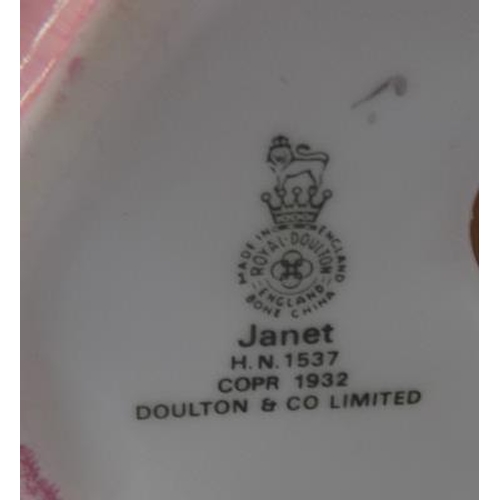 MADE IN ENGLAND
ROYAL·DOULTON
ENGLAND
BONE CHINA
Janet
H.N.1537
COPR 1932
DOULTON & CO LIMITED